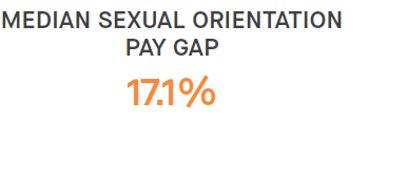 MEDIAN SEXUAL ORIENTATION
PAY GAP
17.1%